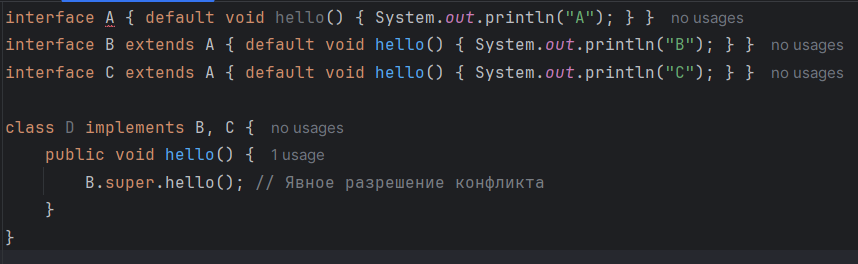 interface A { default void hello() { System.out.println("A"); } } no usages
interface B extends A { default void hello() { System.out.println("B"); } } no usages
interface C extends A { default void hello() { System.out.println("C"); } } no usages
class D implements B, C { no usages
    public void hello() { 1 usage
        B.super.hello(); // Явное разрешение конфликта
    }
}